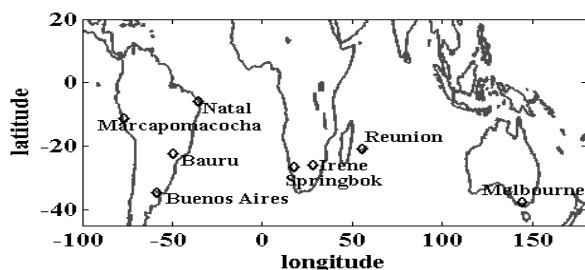 20
0
-20
-40
latitude
Natal
Marcapomacocha
Bauru
Buenos Aires
Reunion
Irene
Springbok
Melbourne
-100 -50 0 50 100 150
longitude